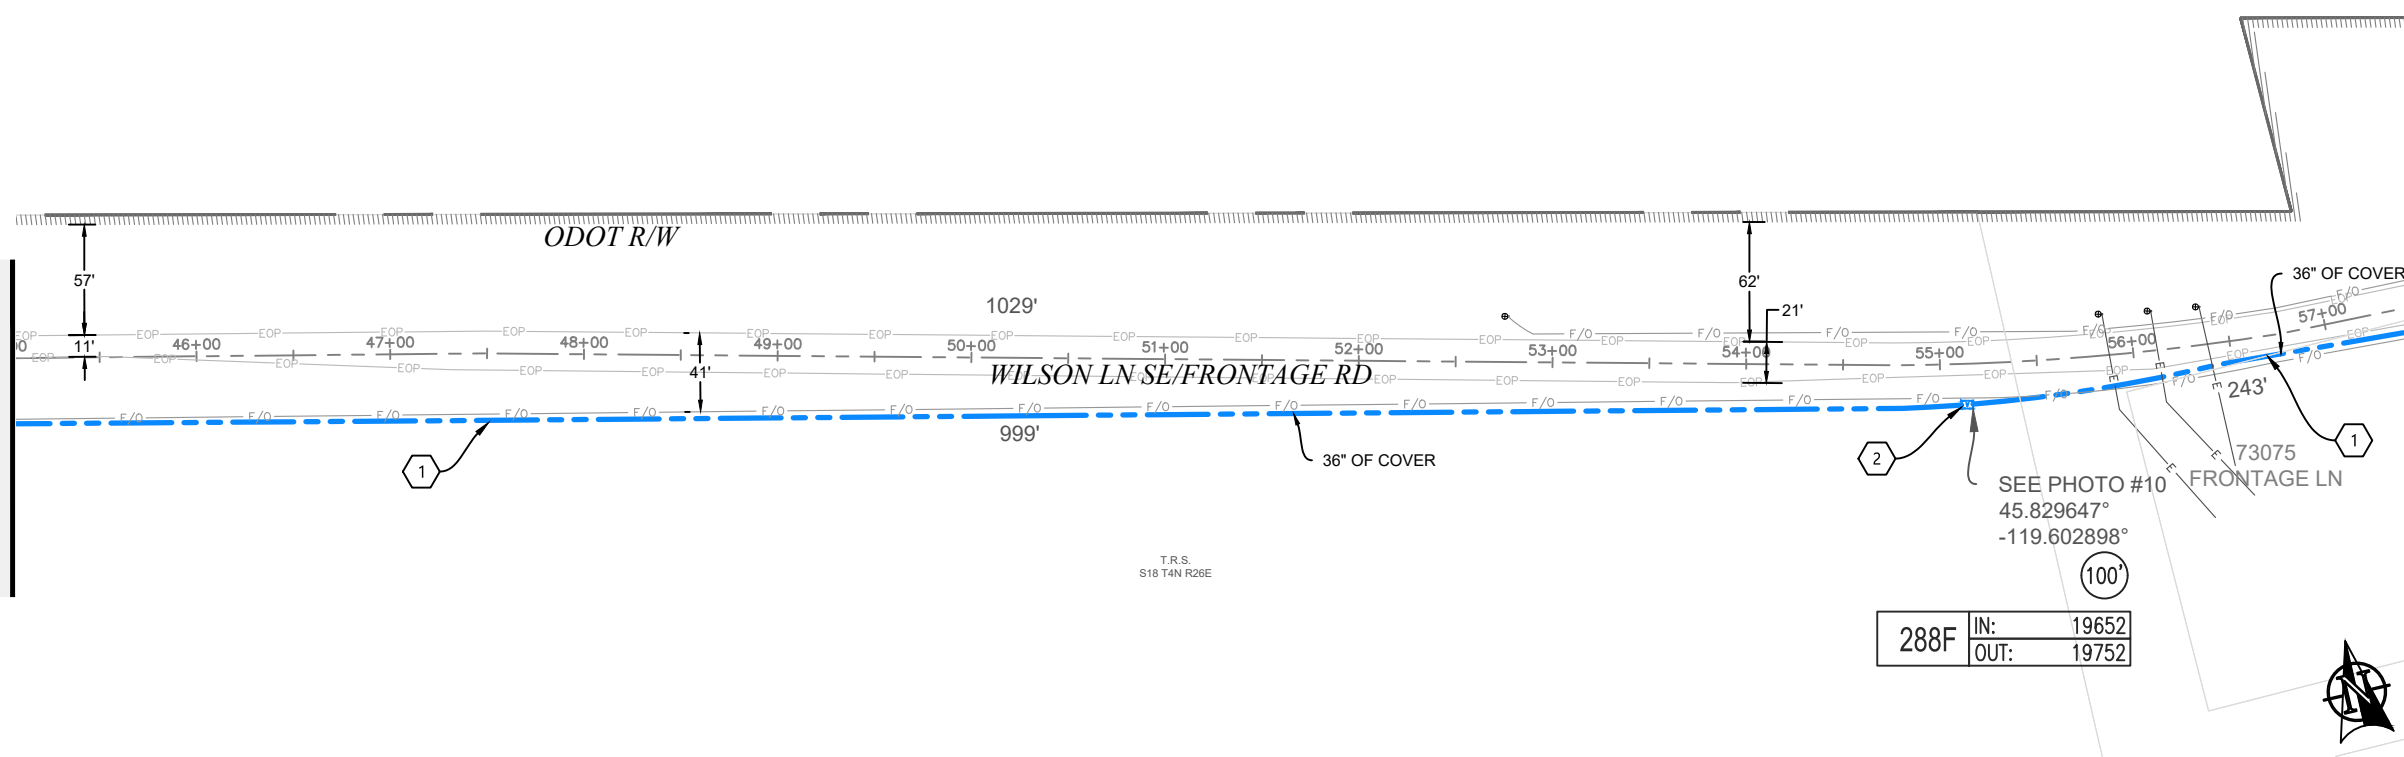 ODOT R/W
57'
62'
36" OF COVER
1029'
21'
11'
41'
46+00
47+00
48+00
49+00
50+00
51+00
52+00
53+00
54+00
55+00
56+00
57+00
EOP
F/O
E
WILSON LN SE/FRONTAGE RD
999'
243'
1
36" OF COVER
2
1
73075
FRONTAGE LN
SEE PHOTO #10
45.829647°
-119.602898°
100'
T.R.S.
S18 T4N R26E
288F
IN: 19652
OUT: 19752
N